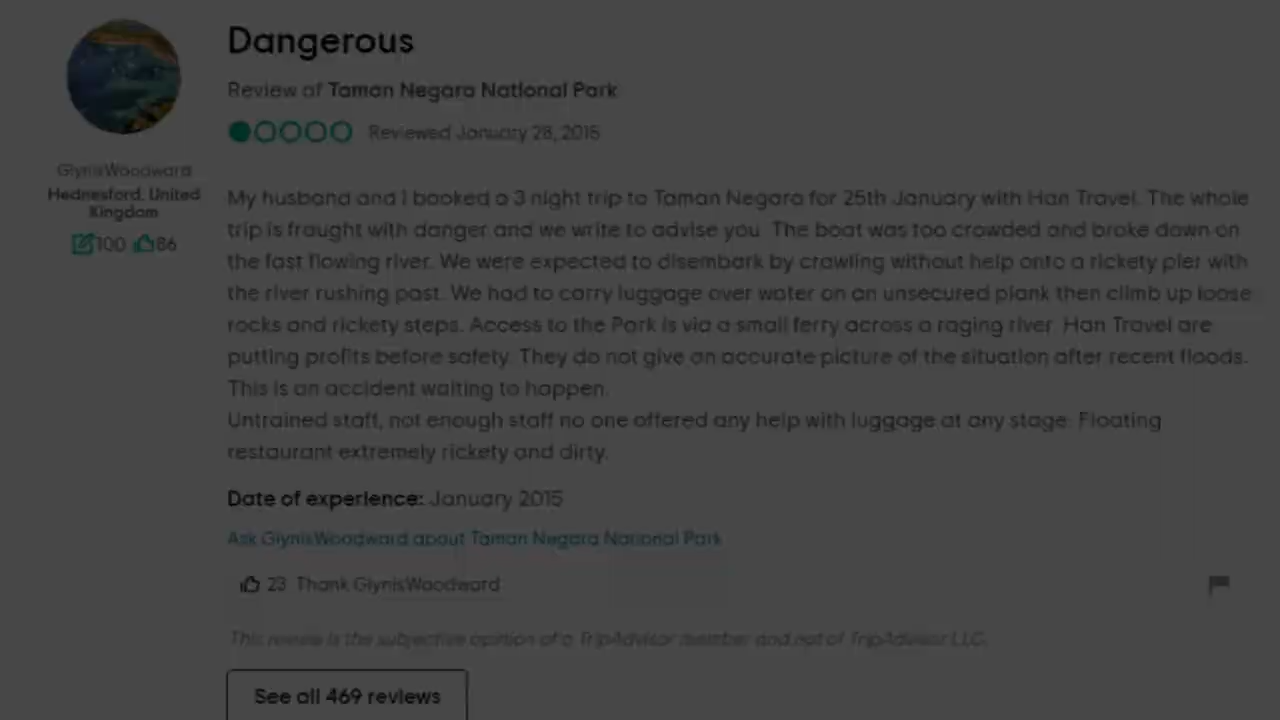 Dangerous
Review of Taman Negara National Park
Reviewed January 28, 2015
GlynisWoodward
Hednesford, United
Kingdom
100 86
My husband and I booked a 3 night trip to Taman Negara for 25th January with Han Travel. The whole
trip is fraught with danger and we write to advise you. The boat was too crowded and broke down on
the fast flowing river. We were expected to disembark by crawling without help onto a rickety pier with
the river rushing past. We had to carry luggage over water on an unsecured plank then climb up loose
rocks and rickety steps. Access to the Park is via a small ferry across a raging river. Han Travel are
putting profits before safety. They do not give an accurate picture of the situation after recent floods.
This is an accident waiting to happen.
Untrained staff, not enough staff no one offered any help with luggage at any stage. Floating
restaurant extremely rickety and dirty.
Date of experience: January 2015
Ask GlynisWoodward about Taman Negara National Park
23 Thank GlynisWoodward
This review is the subjective opinion of a TripAdvisor member and not of TripAdvisor LLC.
See all 469 reviews